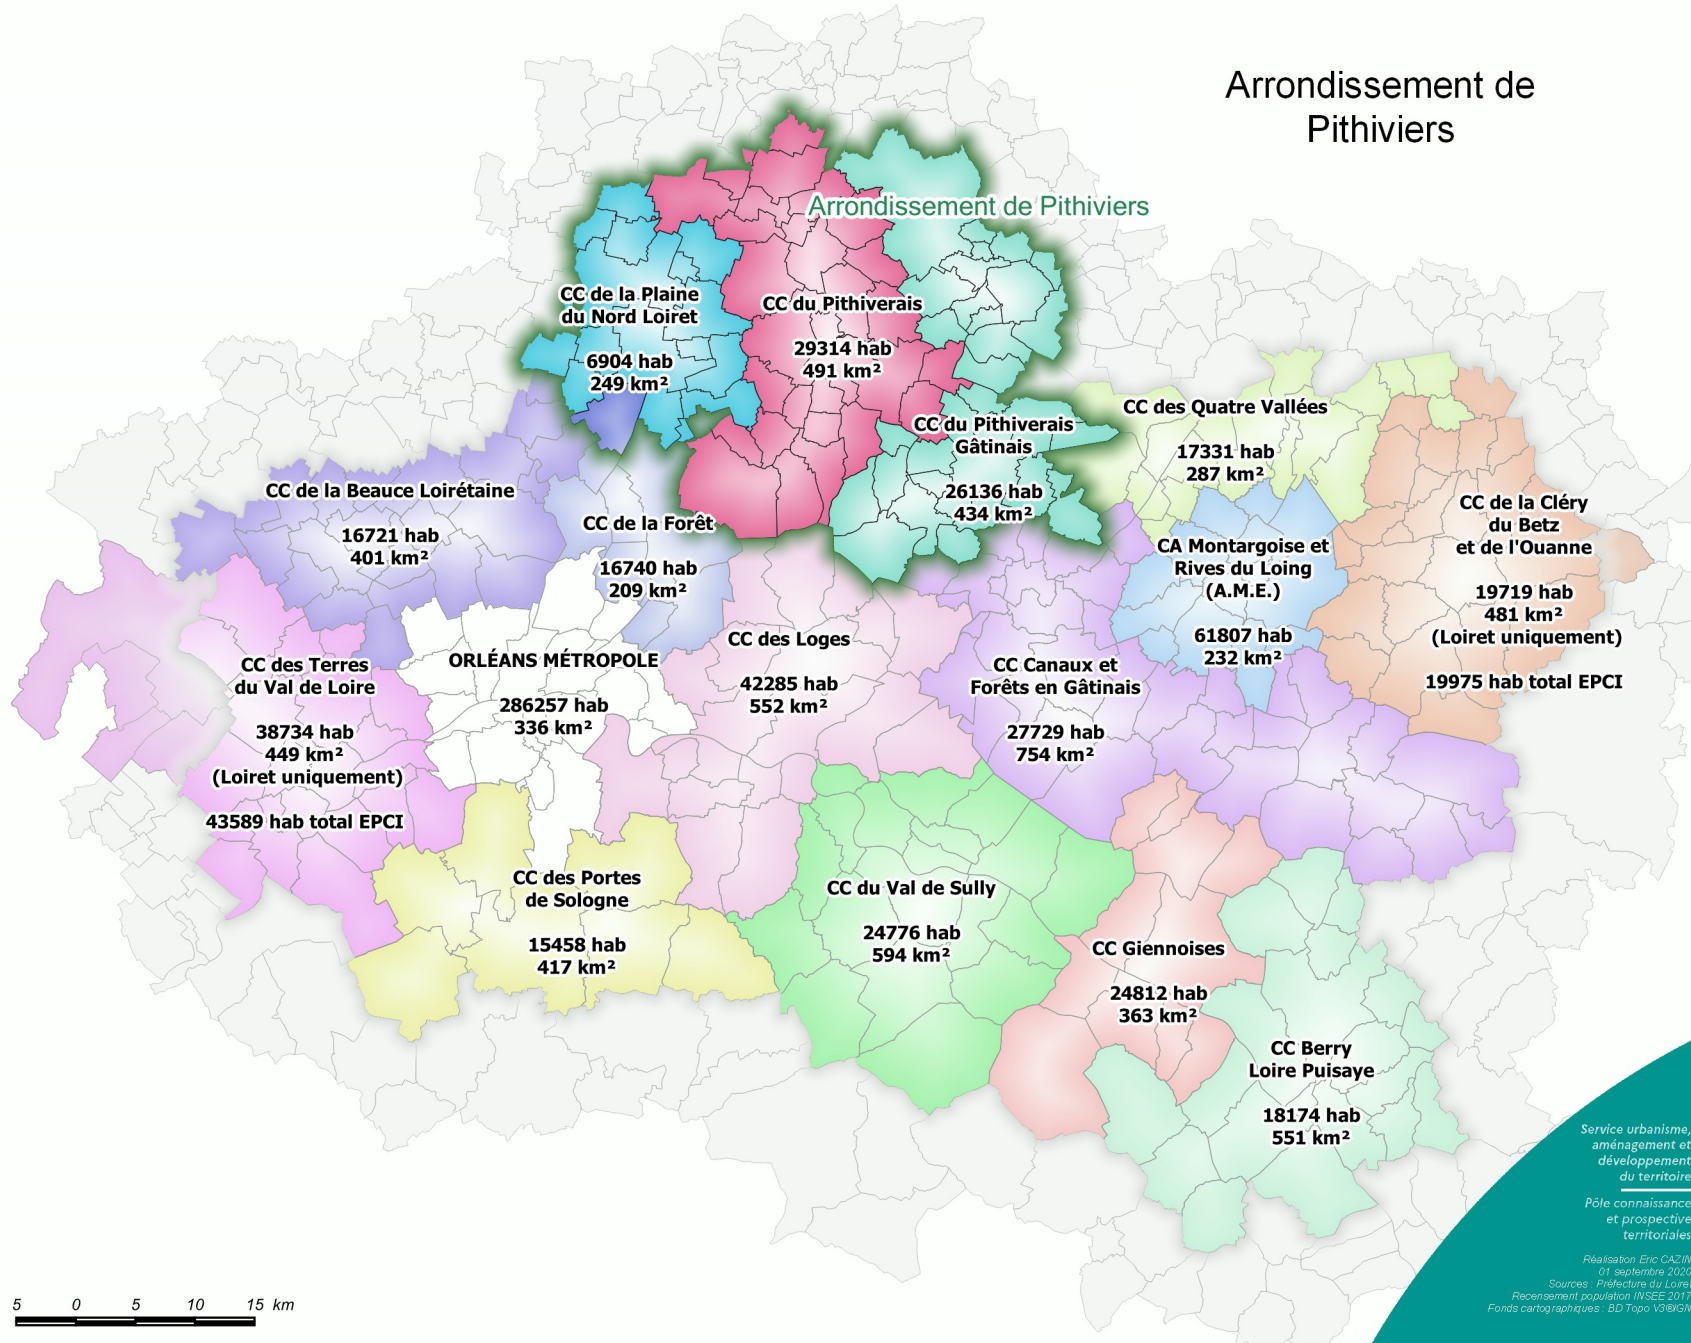 Arrondissement de
Pithiviers
Arrondissement de Pithiviers
CC de la Plaine
du Nord Loiret
6904 hab
249 km²
CC du Pithiverais
29314 hab
491 km²
CC du Pithiverais
Gâtinais
26136 hab
434 km²
CC des Quatre Vallées
17331 hab
287 km²
CC de la Beauce Loirétaine
16721 hab
401 km²
CC de la Forêt
16740 hab
209 km²
CA Montargoise et
Rives du Loing
(A.M.E.)
61807 hab
232 km²
CC de la Cléry
du Betz
et de l'Ouanne
19719 hab
481 km²
(Loiret uniquement)
19975 hab total EPCI
CC des Terres
du Val de Loire
38734 hab
449 km²
(Loiret uniquement)
43589 hab total EPCI
ORLÉANS MÉTROPOLE
286257 hab
336 km²
CC des Loges
42285 hab
552 km²
CC Canaux et
Forêts en Gâtinais
27729 hab
754 km²
CC des Portes
de Sologne
15458 hab
417 km²
CC du Val de Sully
24776 hab
594 km²
CC Giennoises
24812 hab
363 km²
CC Berry
Loire Puisaye
18174 hab
551 km²
Service urbanisme,
aménagement et
développement
du territoire
Pôle connaissance
et prospective
territoriales
Réalisation Eric CAZIN
01 septembre 2020
Sources : Préfecture du Loiret
Recensement population INSEE 2017
Fonds cartographiques : BD Topo V3®IGN
5 0 5 10 15 km